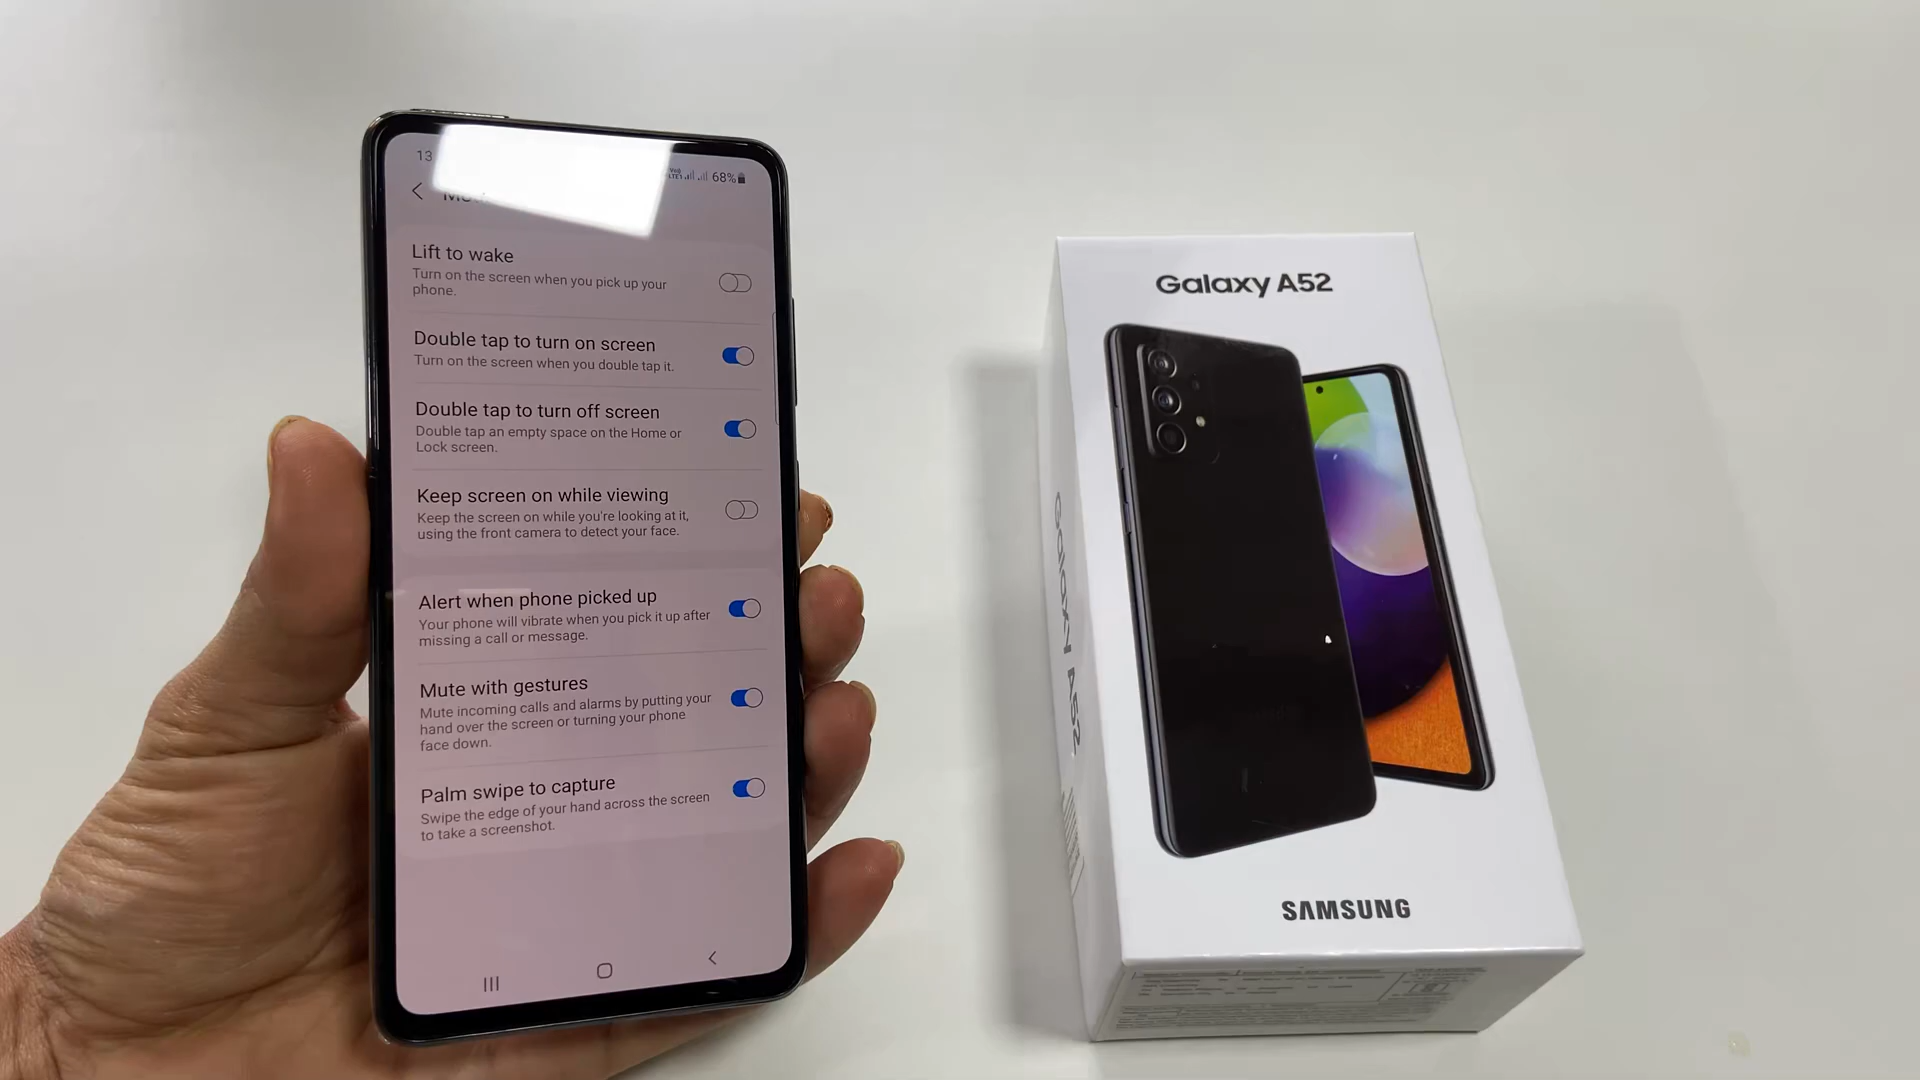 13
68%
Lift to wake
Turn on the screen when you pick up your
phone.
Double tap to turn on screen
Turn on the screen when you double tap it.
Double tap to turn off screen
Double tap an empty space on the Home or
Lock screen.
Keep screen on while viewing
Keep the screen on while you're looking at it,
using the front camera to detect your face.
Alert when phone picked up
Your phone will vibrate when you pick it up after
missing a call or message.
Mute with gestures
Mute incoming calls and alarms by putting your
hand over the screen or turning your phone
face down.
Palm swipe to capture
Swipe the edge of your hand across the screen
to take a screenshot.
Galaxy A52
Galaxy A52
SAMSUNG